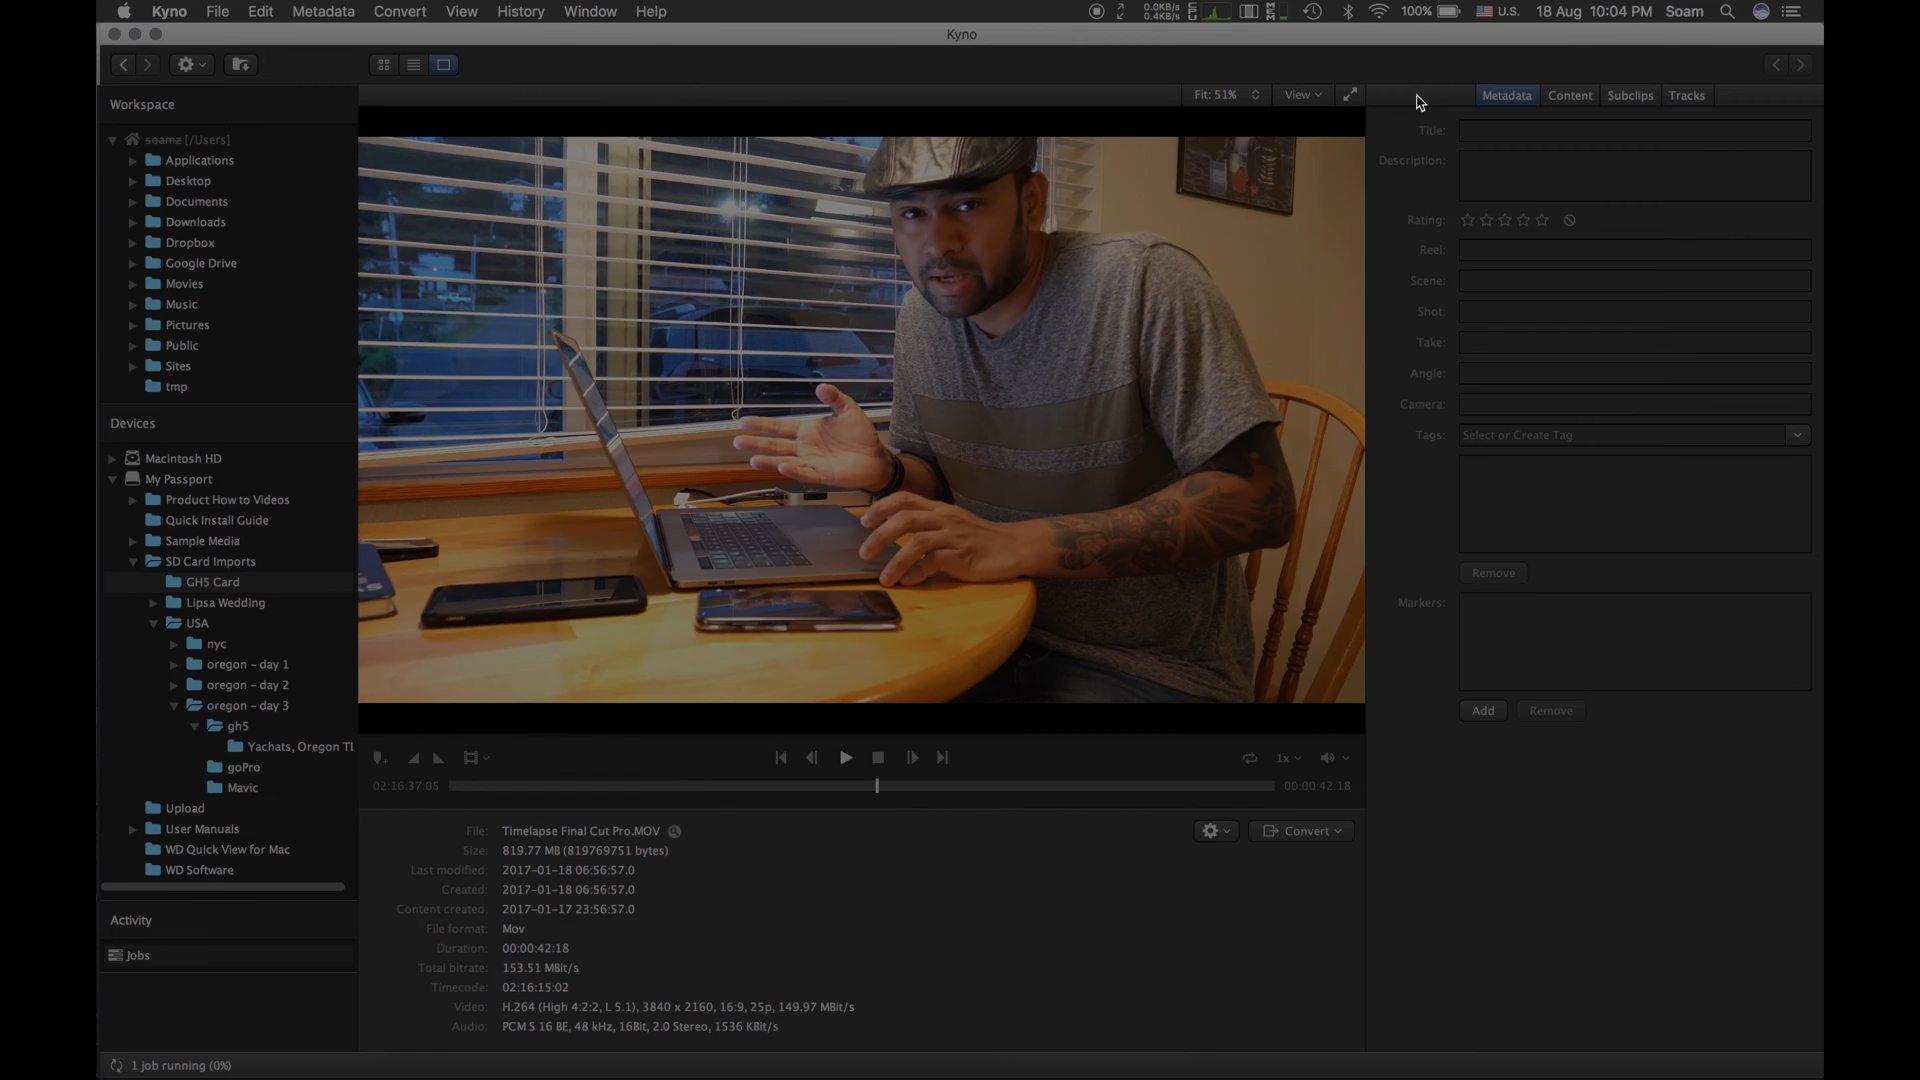 Kyno File Edit Metadata Convert View History Window Help 0.0KB/s 0.4KB/s CPU MEM 100% U.S. 18 Aug 10:04 PM Soam
Kyno
Fit: 51% View Metadata Content Subclips Tracks
Workspace
soamz [/Users]
Applications
Desktop
Documents
Downloads
Dropbox
Google Drive
Movies
Music
Pictures
Public
Sites
tmp
Devices
Macintosh HD
My Passport
Product How to Videos
Quick Install Guide
Sample Media
SD Card Imports
GH5 Card
Lipsa Wedding
USA
nyc
oregon – day 1
oregon – day 2
oregon – day 3
gh5
Yachats, Oregon TL
goPro
Mavic
Upload
User Manuals
WD Quick View for Mac
WD Software
Activity
Jobs
1 job running (0%)
02:16:37:05 1x 00:00:42:18
File: Timelapse Final Cut Pro.MOV Convert
Size: 819.77 MB (819769751 bytes)
Last modified: 2017-01-18 06:56:57.0
Created: 2017-01-18 06:56:57.0
Content created: 2017-01-17 23:56:57.0
File format: Mov
Duration: 00:00:42:18
Total bitrate: 153.51 MBit/s
Timecode: 02:16:15:02
Video: H.264 (High 4:2:2, L 5.1), 3840 x 2160, 16:9, 25p, 149.97 MBit/s
Audio: PCM S 16 BE, 48 kHz, 16Bit, 2.0 Stereo, 1536 KBit/s
Title:
Description:
Rating:
Reel:
Scene:
Shot:
Take:
Angle:
Camera:
Tags: Select or Create Tag
Remove
Markers:
Add Remove